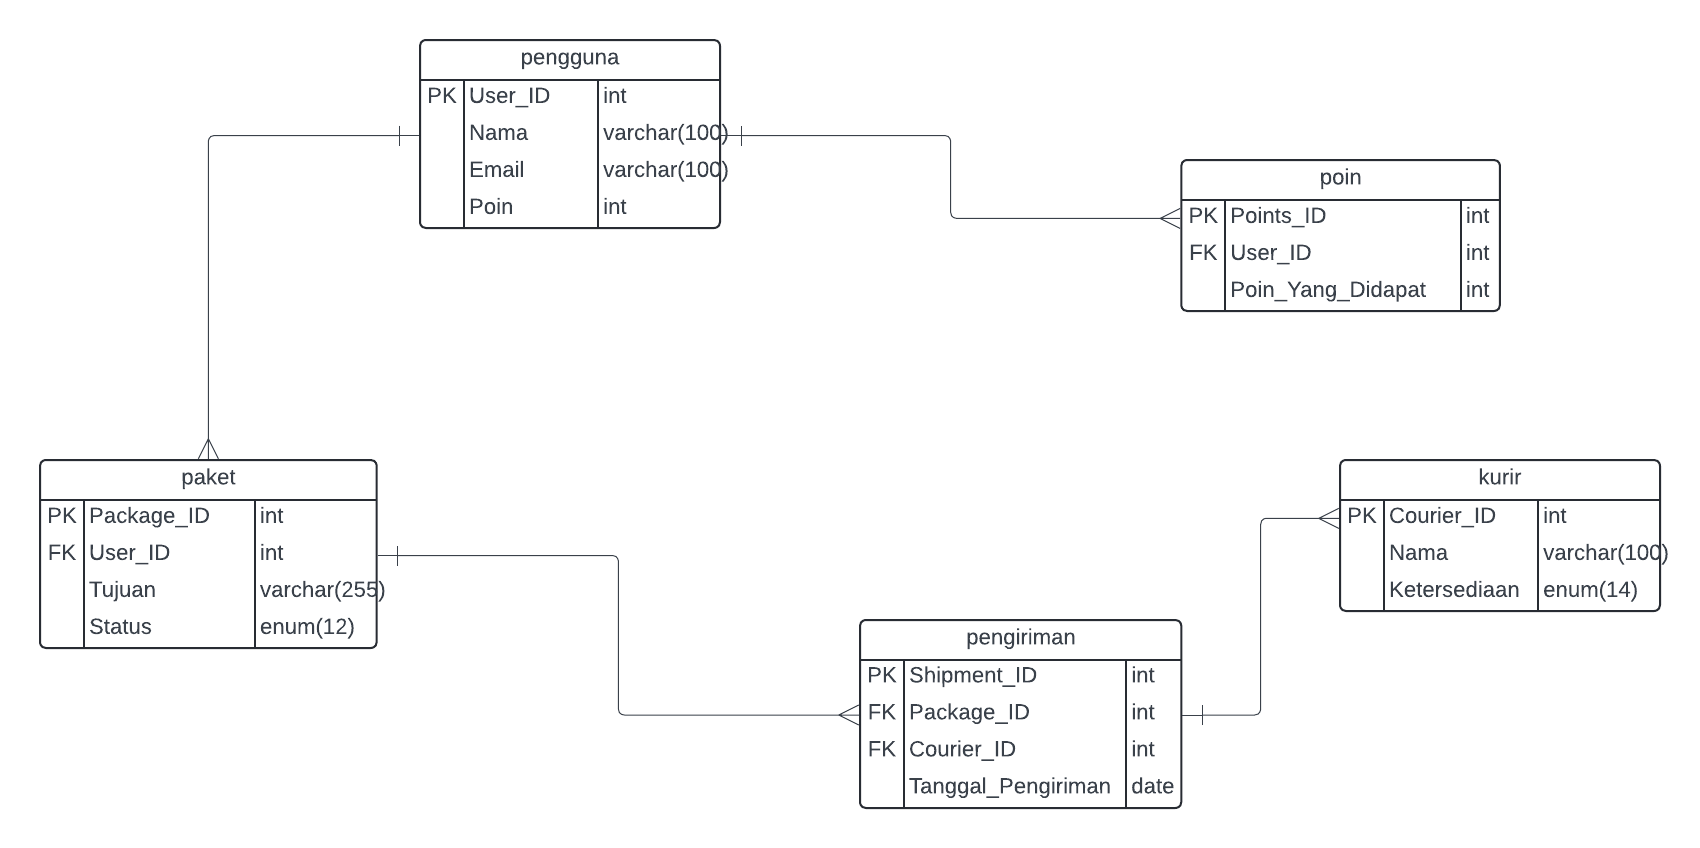 pengguna
PK User_ID int
Nama varchar(100)
Email varchar(100)
Poin int
poin
PK Points_ID int
FK User_ID int
Poin_Yang_Didapat int
paket
PK Package_ID int
FK User_ID int
Tujuan varchar(255)
Status enum(12)
kurir
PK Courier_ID int
Nama varchar(100)
Ketersediaan enum(14)
pengiriman
PK Shipment_ID int
FK Package_ID int
FK Courier_ID int
Tanggal_Pengiriman date